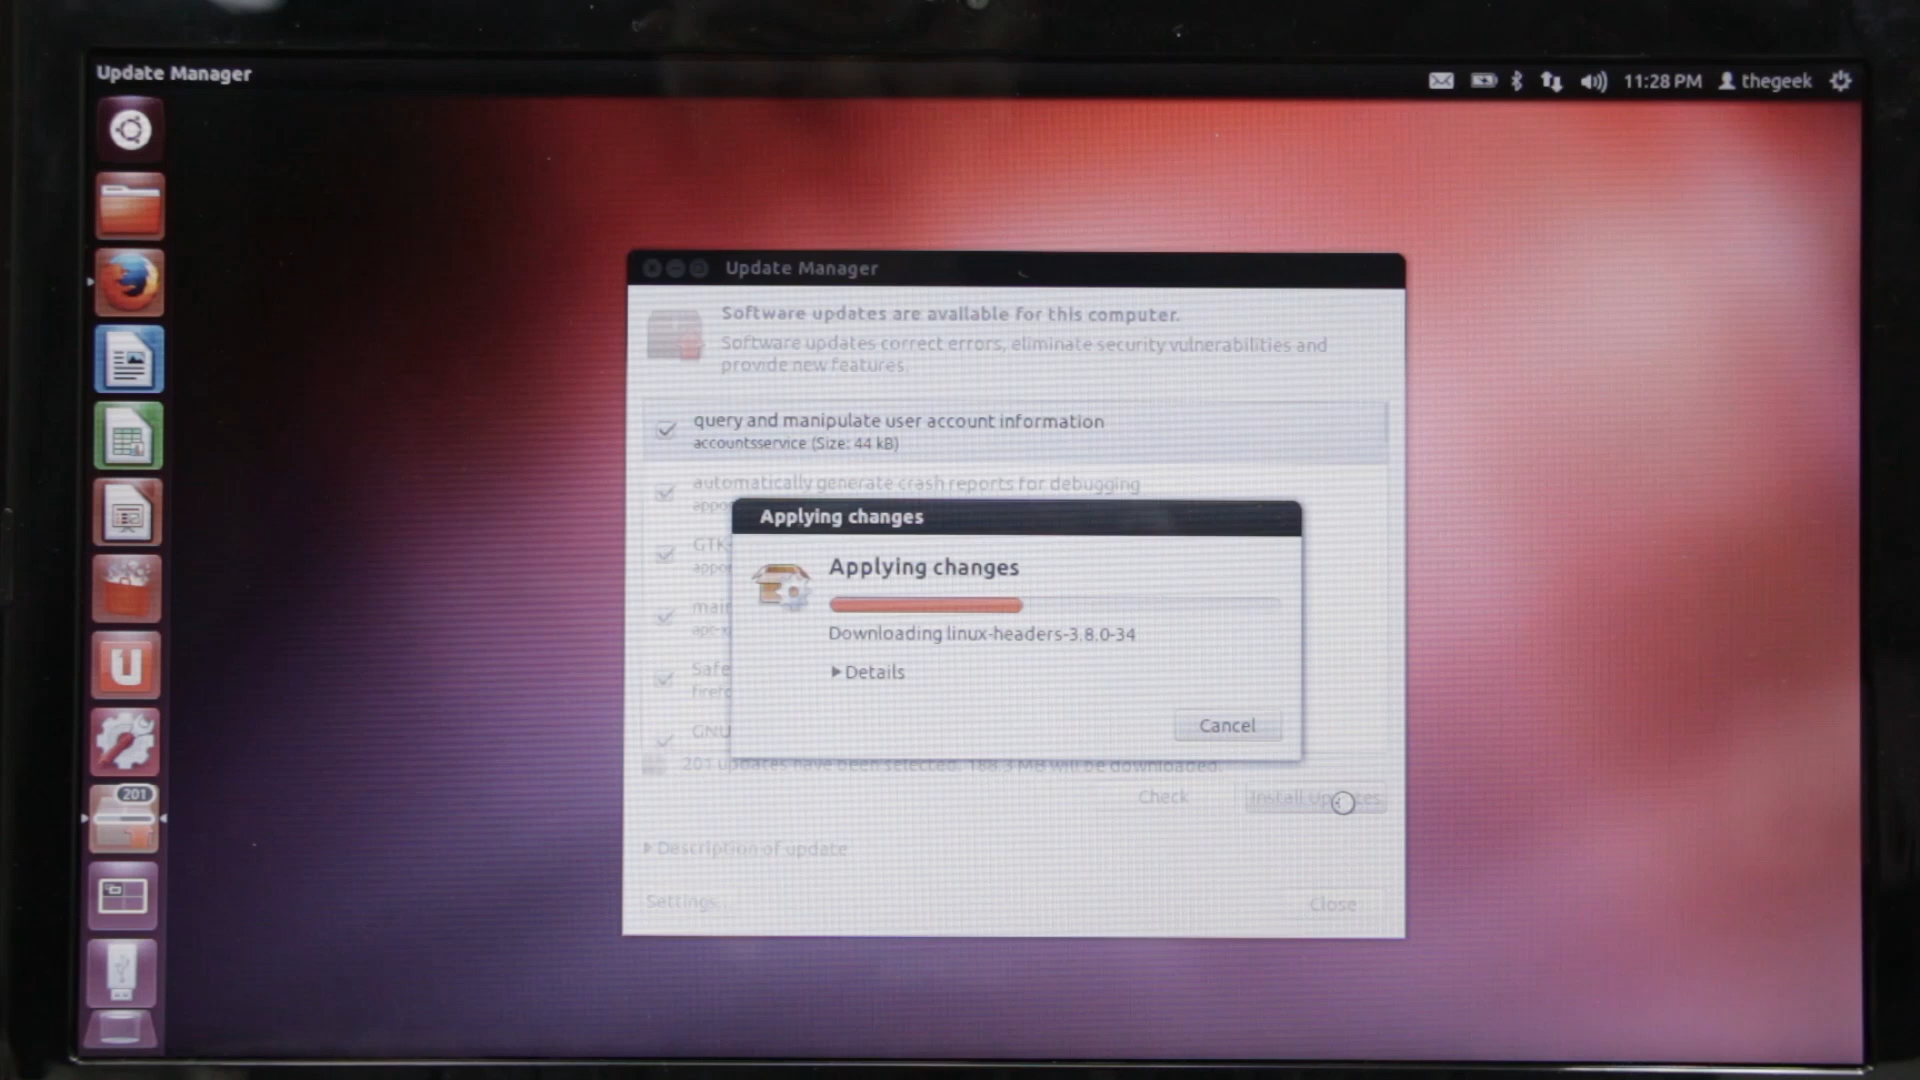 Update Manager
11:28 PM thegeek
Update Manager
Software updates are available for this computer.
Software updates correct errors, eliminate security vulnerabilities and
provide new features.
query and manipulate user account information
accountsservice (Size: 44 kB)
automatically generate crash reports for debugging
Applying changes
GTK
Applying changes
Downloading linux-headers-3.8.0-34
Safe
Details
GNU
Cancel
201 updates have been selected. 188.3 MB will be downloaded.
201
Check
Description of update
Settings...
Close